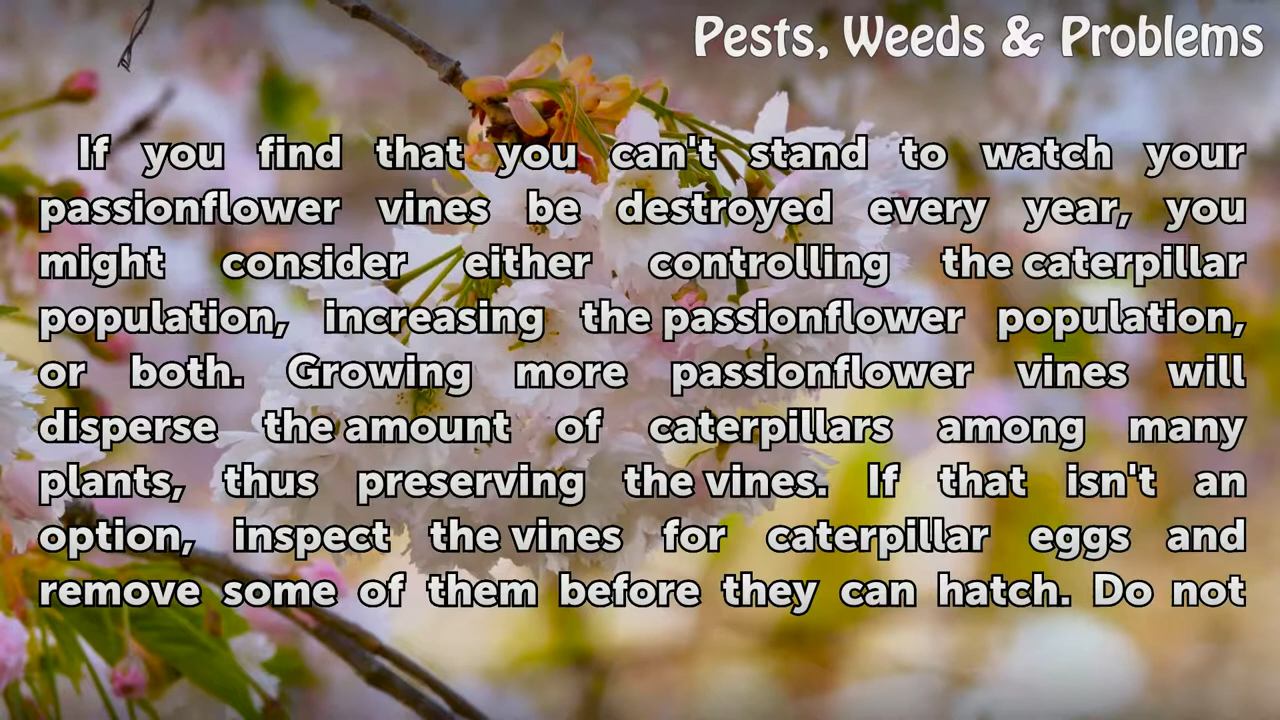 Pests, Weeds & Problems
If you find that you can't stand to watch your
passionflower vines be destroyed every year, you
might consider either controlling the caterpillar
population, increasing the passionflower population,
or both. Growing more passionflower vines will
disperse the amount of caterpillars among many
plants, thus preserving the vines. If that isn't an
option, inspect the vines for caterpillar eggs and
remove some of them before they can hatch. Do not